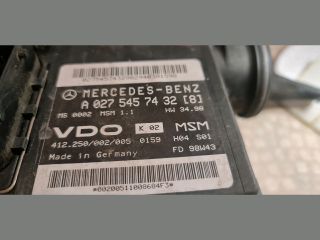 MERCEDES-BENZ
A 027 545 74 32 [8]
MS 0002 MSM 1.1 HW 34.98
VDO K 02 MSM
412.250/002/005 0159 H04 S01
Made in Germany FD 98W43
*00200511008684F3*